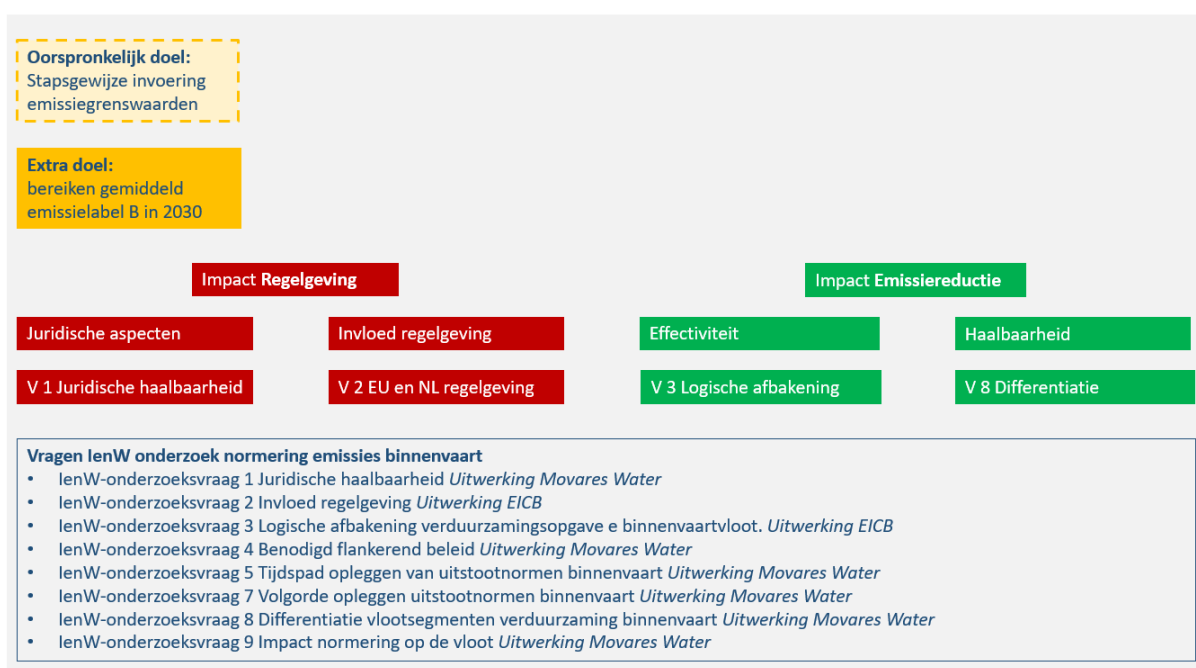 Oorspronkelijk doel:
Stapsgewijze invoering
emissiegrenswaarden
Extra doel:
bereiken gemiddeld
emissielabel B in 2030
Impact Regelgeving
Impact Emissiereductie
Juridische aspecten
Invloed regelgeving
Effectiviteit
Haalbaarheid
V 1 Juridische haalbaarheid
V 2 EU en NL regelgeving
V 3 Logische afbakening
V 8 Differentiatie
Vragen IenW onderzoek normering emissies binnenvaart
• IenW-onderzoeksvraag 1 Juridische haalbaarheid Uitwerking Movares Water
• IenW-onderzoeksvraag 2 Invloed regelgeving Uitwerking EICB
• IenW-onderzoeksvraag 3 Logische afbakening verduurzamingsopgave e binnenvaartvloot. Uitwerking EICB
• IenW-onderzoeksvraag 4 Benodigd flankerend beleid Uitwerking Movares Water
• IenW-onderzoeksvraag 5 Tijdspad opleggen van uitstootnormen binnenvaart Uitwerking Movares Water
• IenW-onderzoeksvraag 7 Volgorde opleggen uitstootnormen binnenvaart Uitwerking Movares Water
• IenW-onderzoeksvraag 8 Differentiatie vlootsegmenten verduurzaming binnenvaart Uitwerking Movares Water
• IenW-onderzoeksvraag 9 Impact normering op de vloot Uitwerking Movares Water